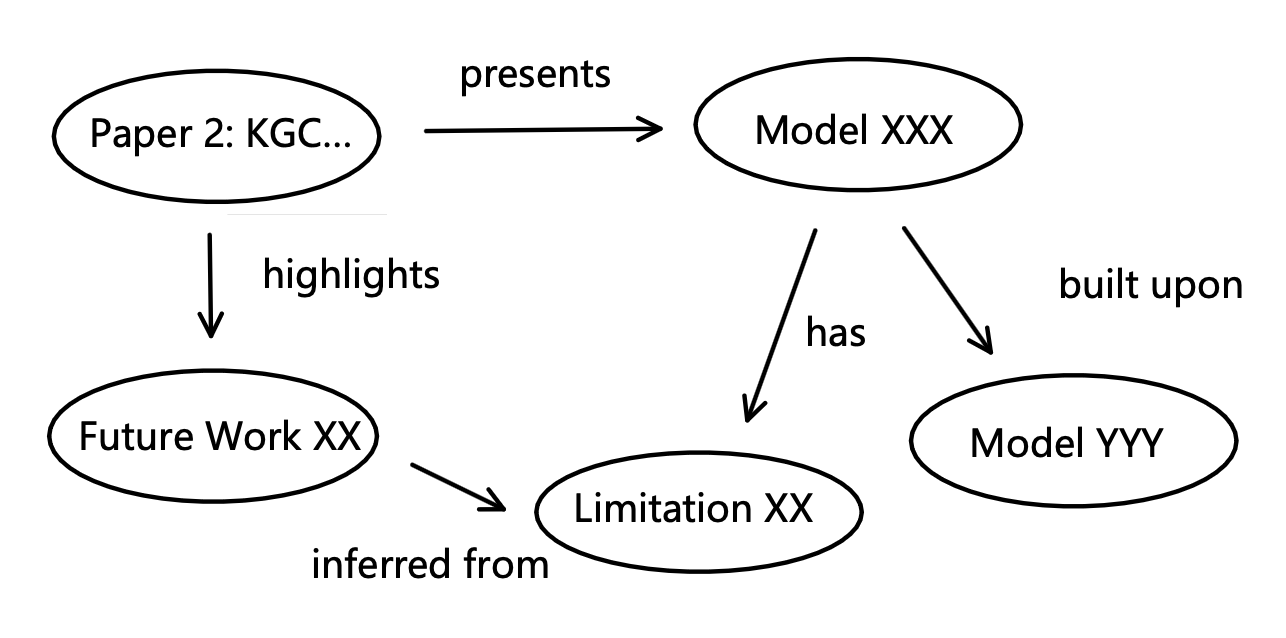 presents
Paper 2: KGC...
Model XXX
highlights
built upon
has
Future Work XX
Model YYY
Limitation XX
inferred from